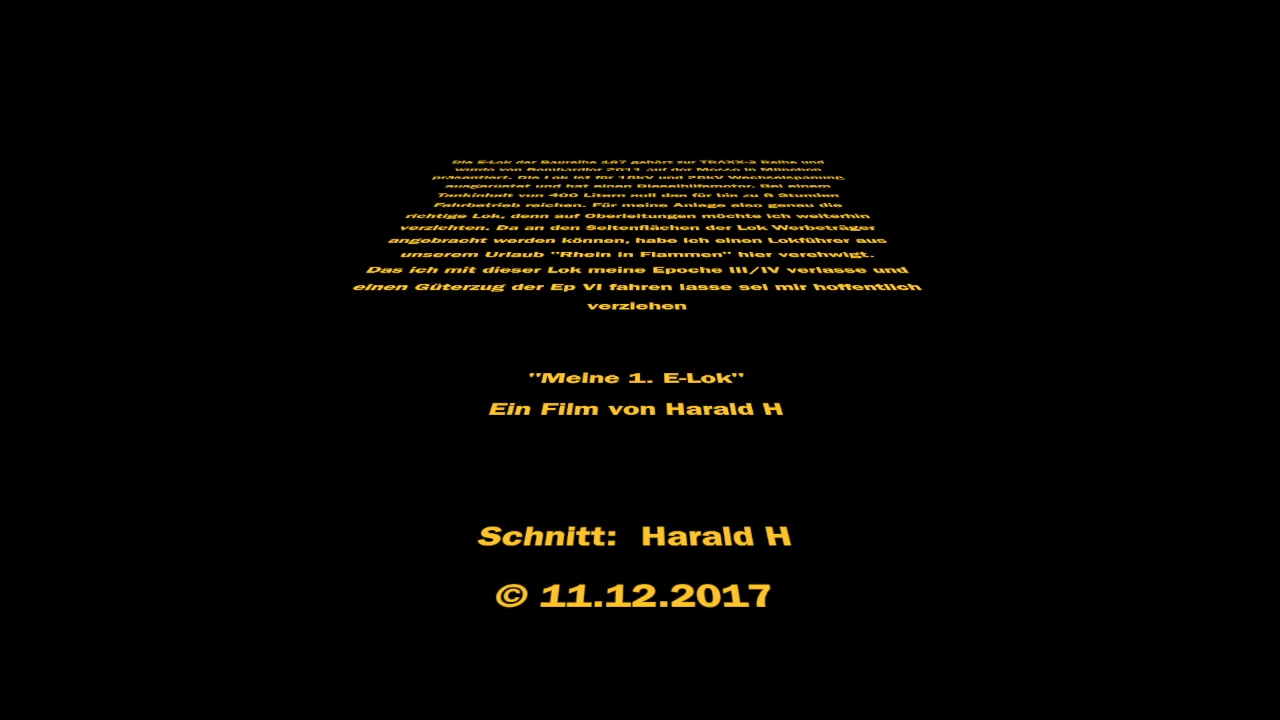 Die E-Lok der Baureihe 187 gehört zur TRAXX-3 Reihe und
wurde von Bombardier 2011 auf der Messe in München
präsentiert. Die Lok ist für 15kV und 25kV Wechselspanung
ausgerüstet und hat einen Dieselhilfsmotor. Bei einem
Tankinhalt von 400 Litern soll das für bis zu 8 Stunden
Fahrbetrieb reichen. Für meine Anlage also genau die
richtige Lok, denn auf Oberleitungen möchte ich weiterhin
verzichten. Da an den Seitenflächen der Lok Werbeträger
angebracht werden können, habe ich einen Lokführer aus
unserem Urlaub "Rhein in Flammen" hier verehwigt.
Das ich mit dieser Lok meine Epoche III/IV verlasse und
einen Güterzug der Ep VI fahren lasse sei mir hoffentlich
verziehen
"Meine 1. E-Lok"
Ein Film von Harald H
Schnitt: Harald H
© 11.12.2017